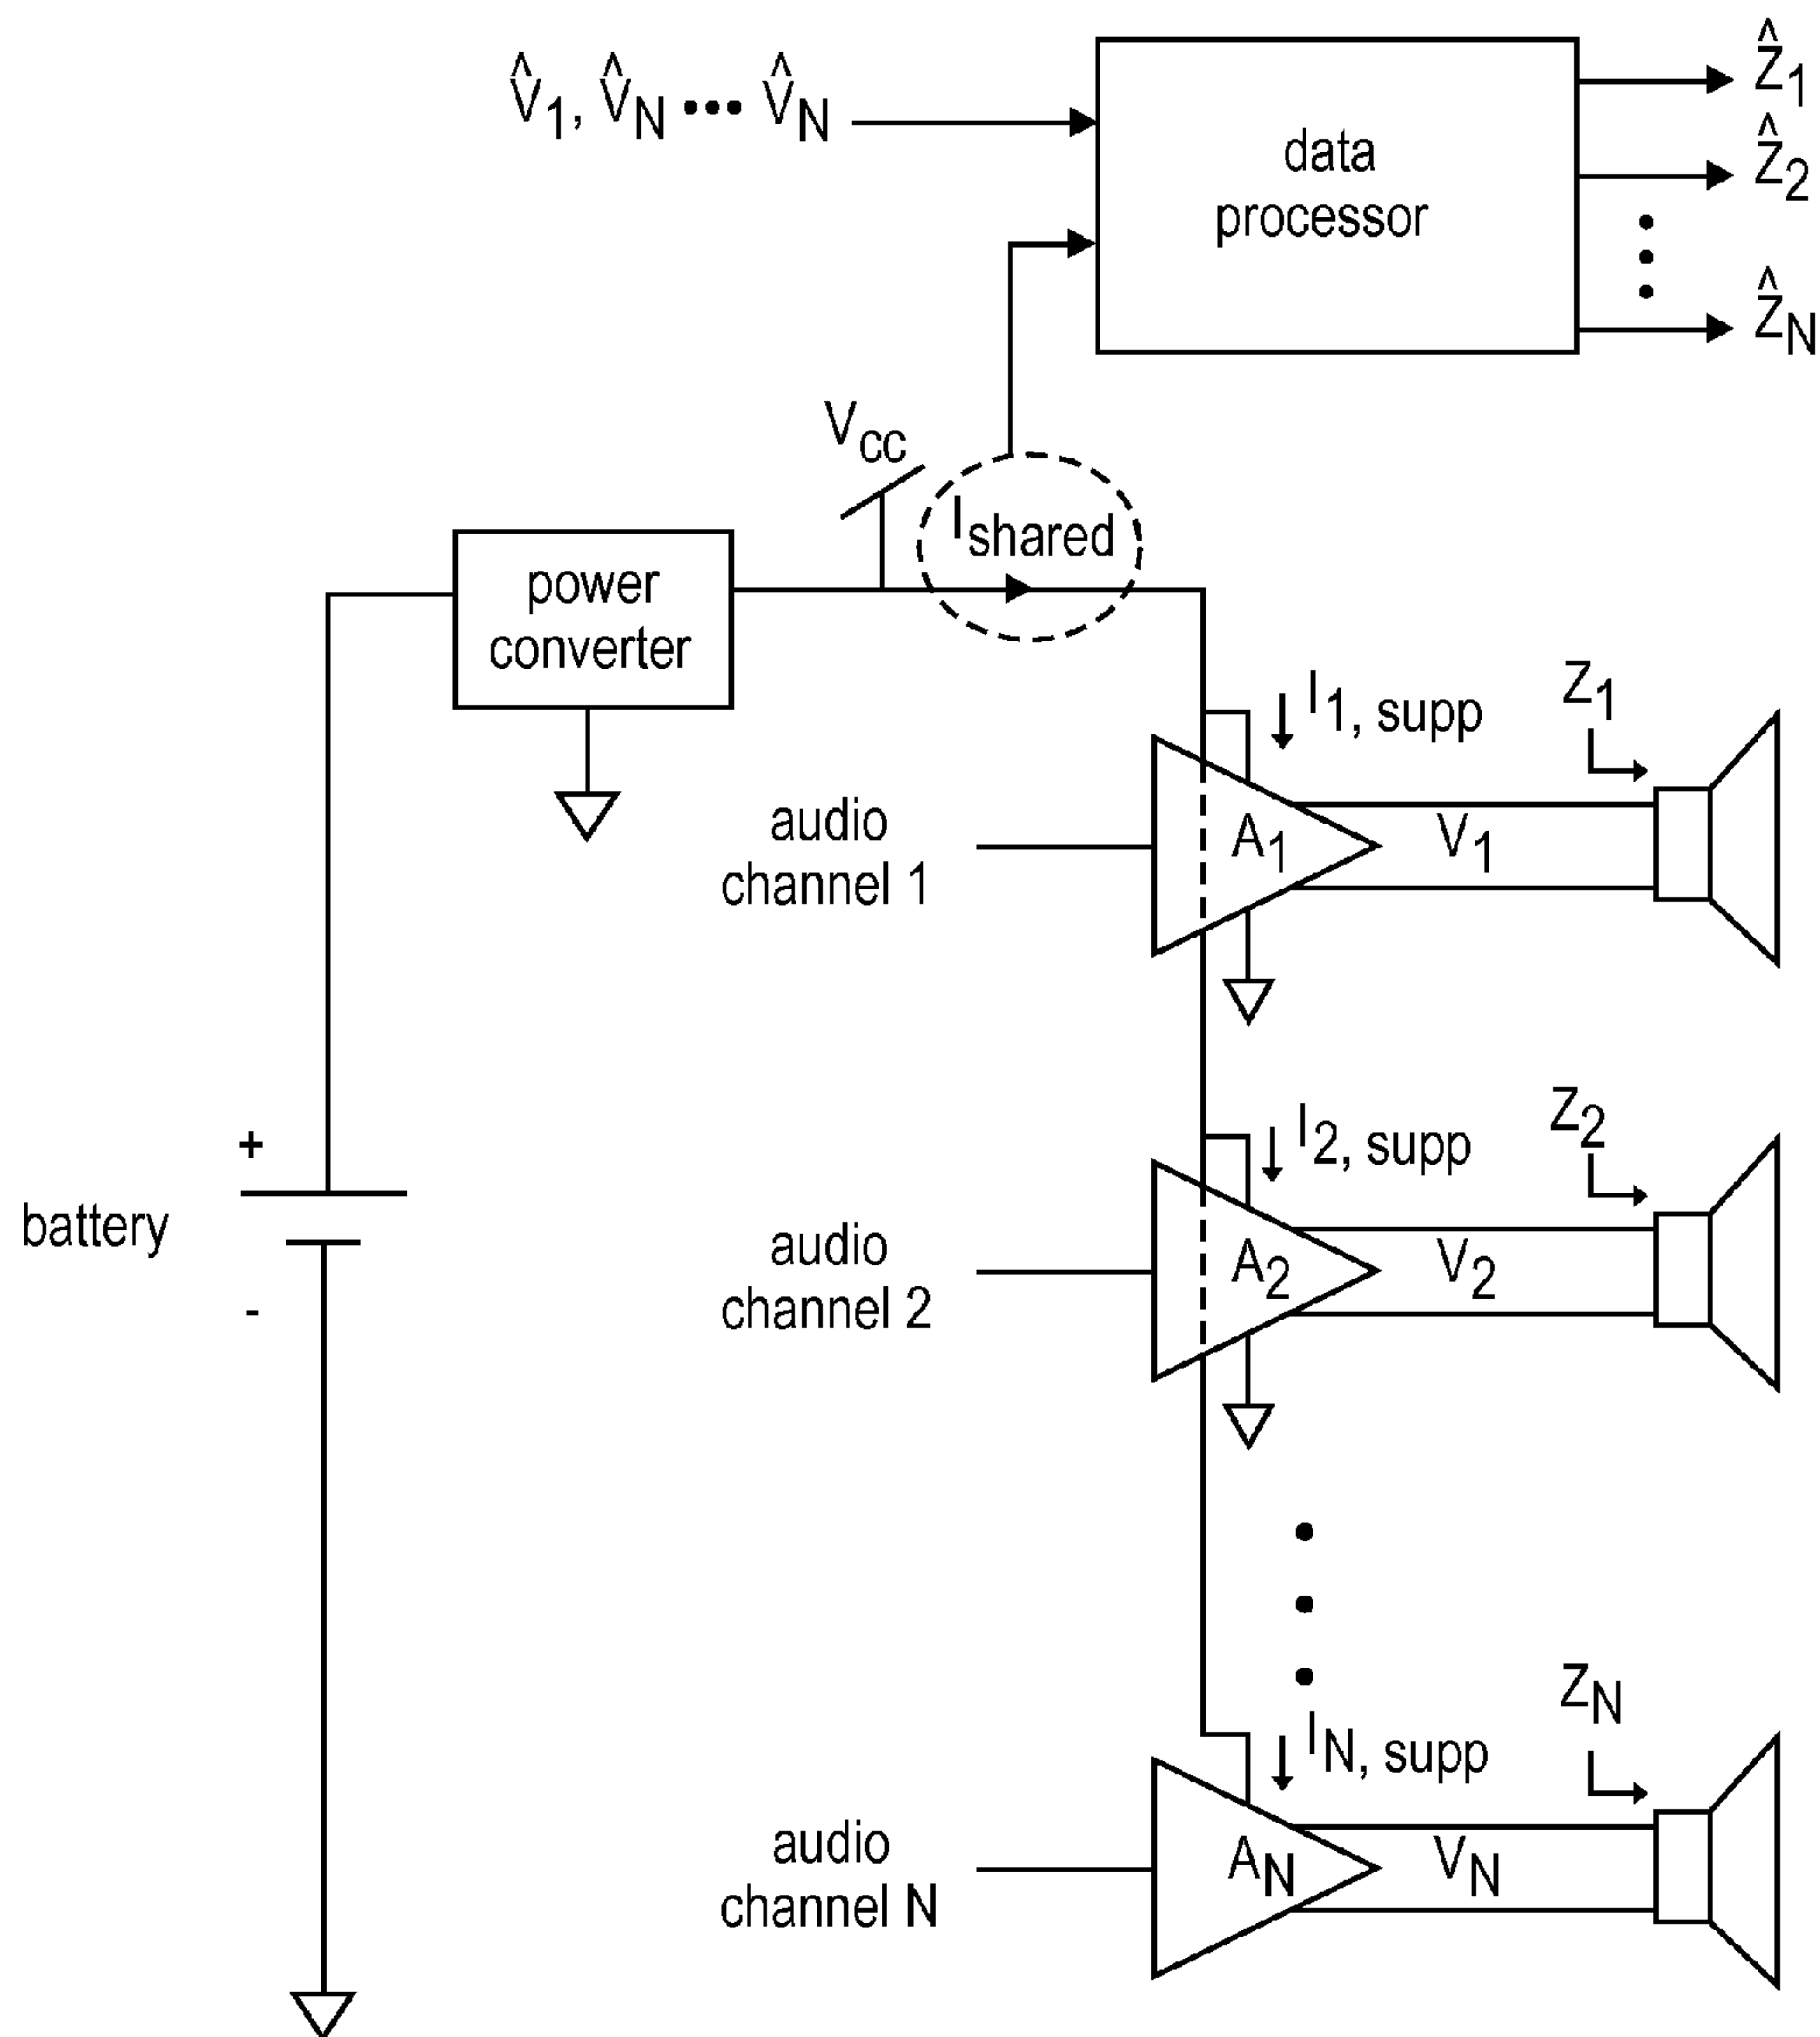 V̂1, V̂N ••• V̂N
data
processor
Ẑ1
Ẑ2
ẐN
VCC
Ishared
power
converter
I1, supp
Z1
audio
channel 1
A1
V1
+
battery
-
I2, supp
Z2
audio
channel 2
A2
V2
IN, supp
ZN
audio
channel N
AN
VN